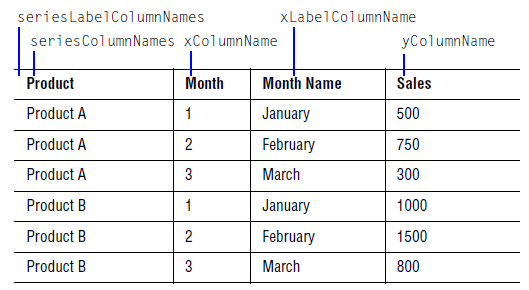 seriesLabelColumnNames xLabelColumnName
seriesColumnNames xColumnName yColumnName
Product Month Month Name Sales
Product A 1 January 500
Product A 2 February 750
Product A 3 March 300
Product B 1 January 1000
Product B 2 February 1500
Product B 3 March 800